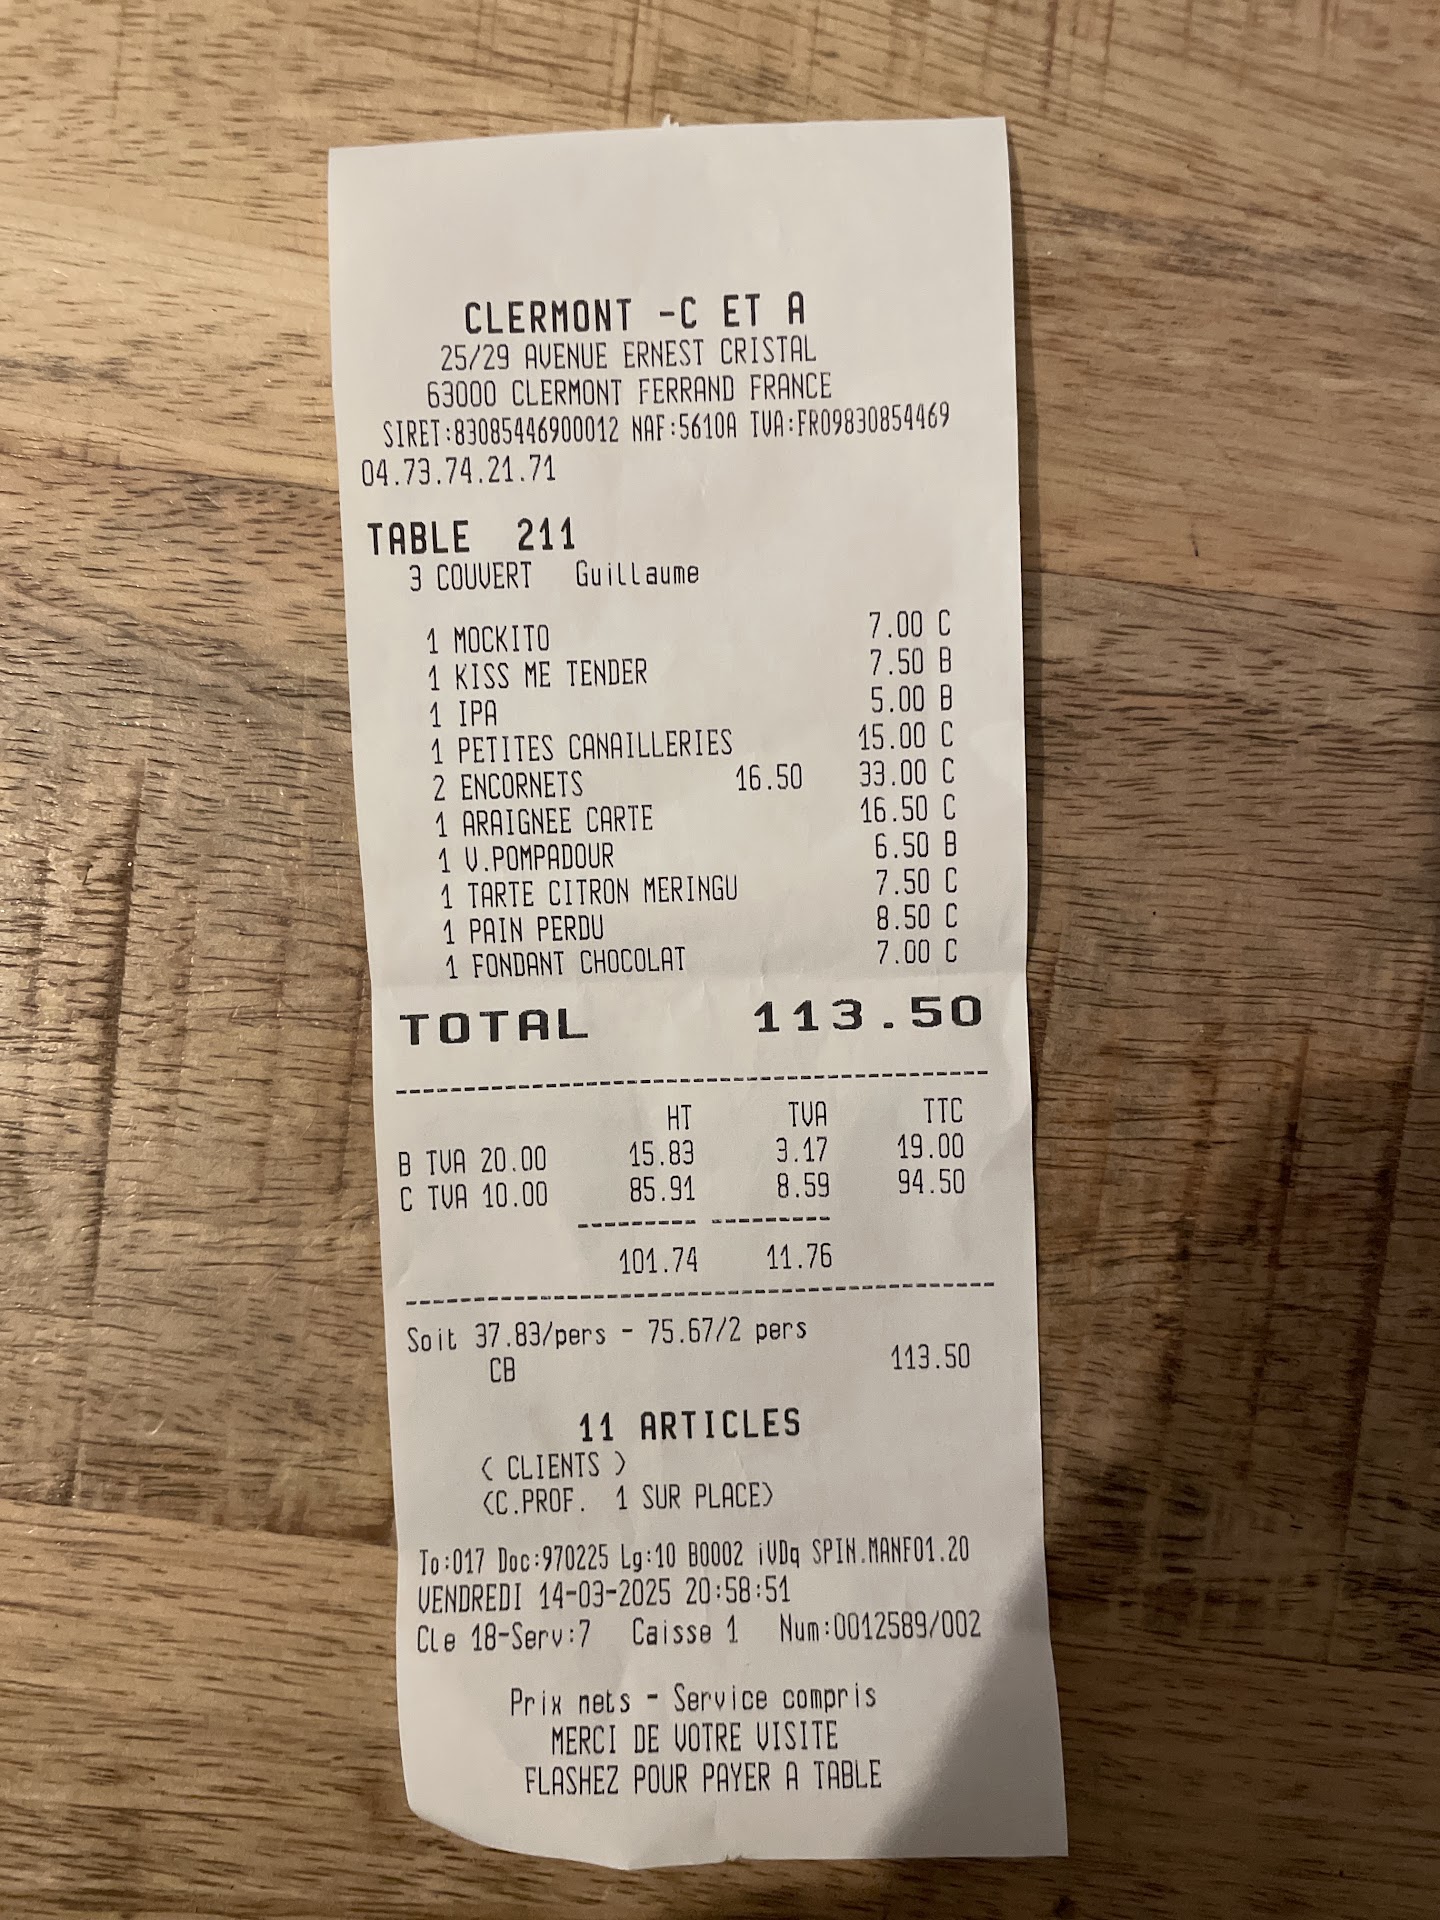 CLERMONT -C ET A
25/29 AVENUE ERNEST CRISTAL
63000 CLERMONT FERRAND FRANCE
SIRET:83085446900012 NAF:5610A TVA:FR09830854469
04.73.74.21.71
TABLE 211
3 COUVERT Guillaume
1 MOCKITO 7.00 C
1 KISS ME TENDER 7.50 B
1 IPA 5.00 B
1 PETITES CANAILLERIES 15.00 C
2 ENCORNETS 16.50 33.00 C
1 ARAIGNEE CARTE 16.50 C
1 V.POMPADOUR 6.50 B
1 TARTE CITRON MERINGU 7.50 C
1 PAIN PERDU 8.50 C
1 FONDANT CHOCOLAT 7.00 C
TOTAL 113.50
HT TVA TTC
B TVA 20.00 15.83 3.17 19.00
C TVA 10.00 85.91 8.59 94.50
101.74 11.76
Soit 37.83/pers - 75.67/2 pers
CB 113.50
11 ARTICLES
( CLIENTS )
(C.PROF. 1 SUR PLACE)
To:017 Doc:970225 Lg:10 B0002 iVDq SPIN.MANF01.20
VENDREDI 14-03-2025 20:58:51
Cle 18-Serv:7 Caisse 1 Num:0012589/002
Prix nets - Service compris
MERCI DE VOTRE VISITE
FLASHEZ POUR PAYER A TABLE